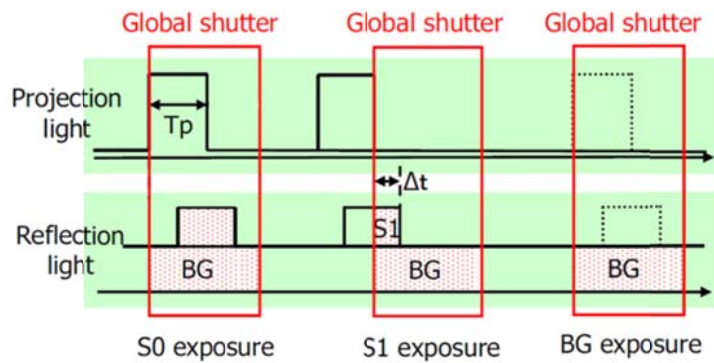 Global shutter Global shutter Global shutter
Projection
light
Tp
Δt
Reflection
light
S1
BG BG BG
S0 exposure S1 exposure BG exposure